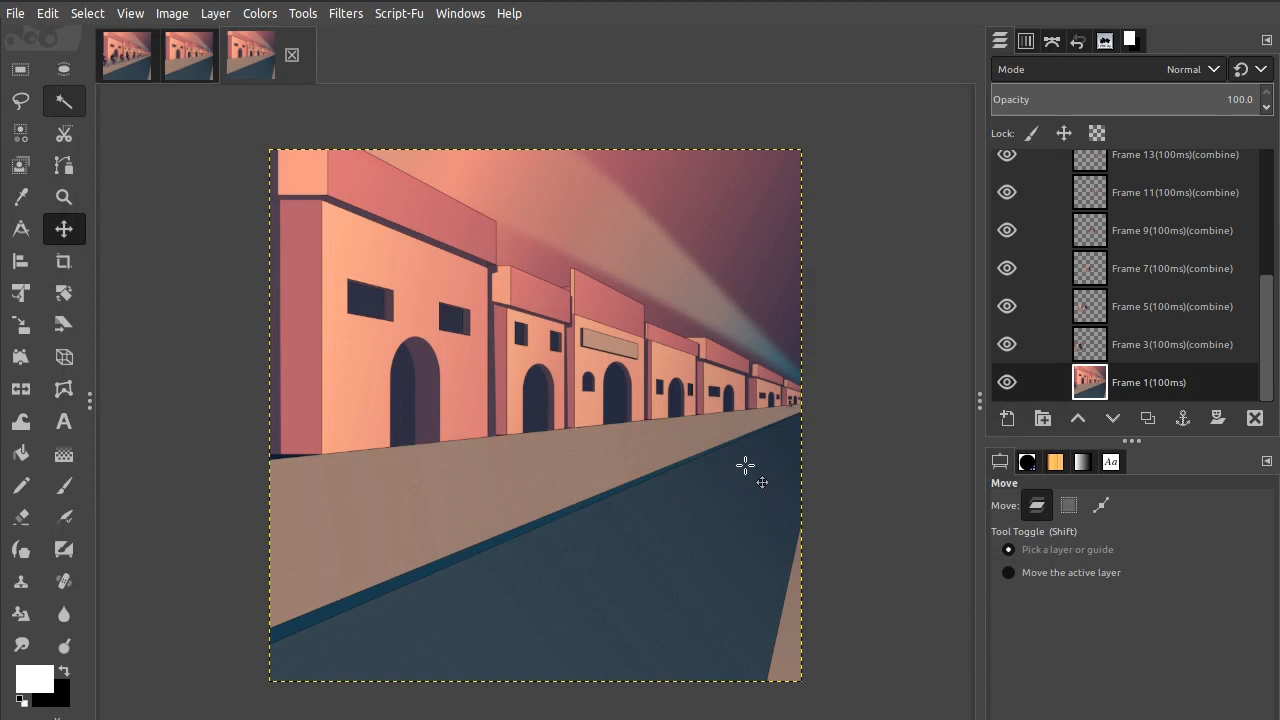 File Edit Select View Image Layer Colors Tools Filters Script-Fu Windows Help
Mode Normal
Opacity 100.0
Lock:
Frame 13(100ms)(combine)
Frame 11(100ms)(combine)
Frame 9(100ms)(combine)
Frame 7(100ms)(combine)
Frame 5(100ms)(combine)
Frame 3(100ms)(combine)
Frame 1(100ms)
Aa
Move
Move:
Tool Toggle (Shift)
Pick a layer or guide
Move the active layer
A